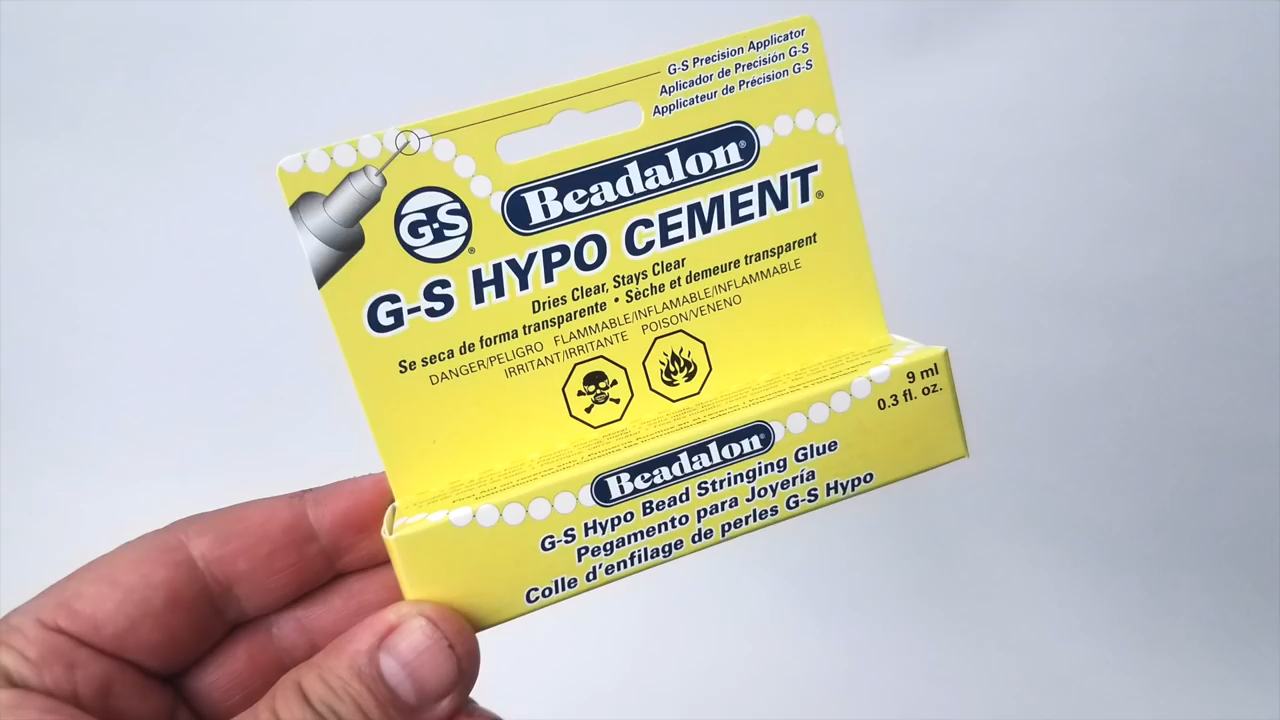 G-S Precision Applicator
Aplicador de Precisión G-S
Applicateur de Précision G-S
G-S®
Beadalon®
G-S HYPO CEMENT®
Dries Clear, Stays Clear
Se seca de forma transparente • Sèche et demeure transparent
DANGER/PELIGRO FLAMMABLE/INFLAMABLE/INFLAMMABLE
IRRITANT/IRRITANTE POISON/VENENO
9 ml
0.3 fl. oz.
Beadalon®
G-S Hypo Bead Stringing Glue
Pegamento para Joyería
Colle d'enfilage de perles G-S Hypo